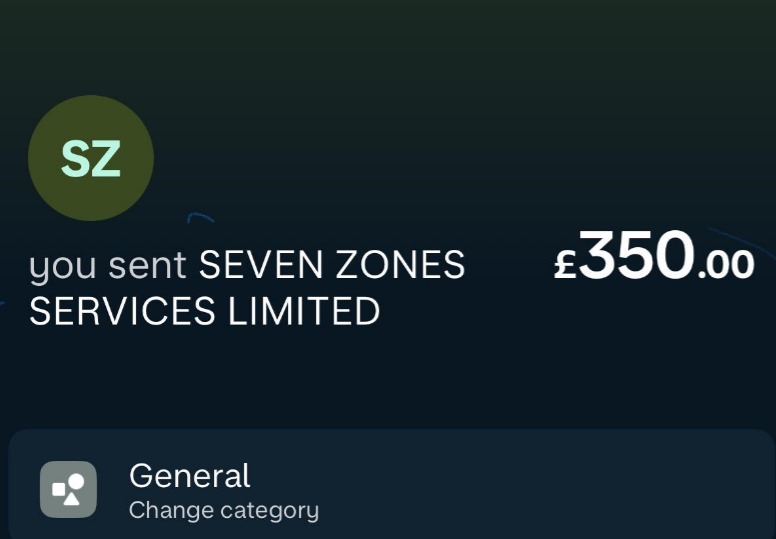 SZ
you sent SEVEN ZONES
SERVICES LIMITED
£350.00
General
Change category